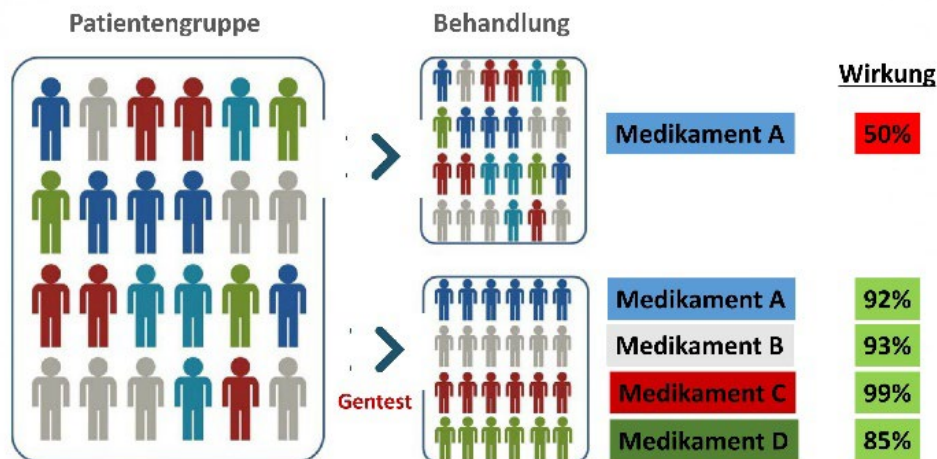 Patientengruppe
Behandlung
Wirkung
Medikament A
50%
Gentest
Medikament A
92%
Medikament B
93%
Medikament C
99%
Medikament D
85%